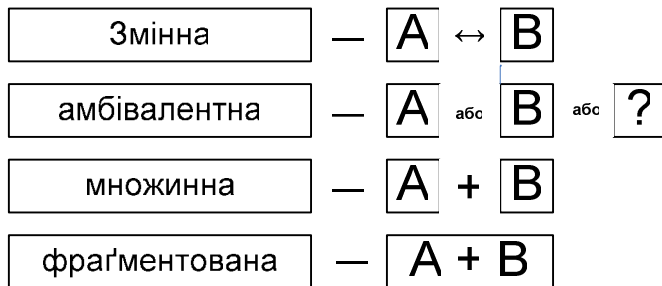 Змінна — А ↔ В
амбівалентна — А або В або ?
множинна — А + В
фраґментована — А + В